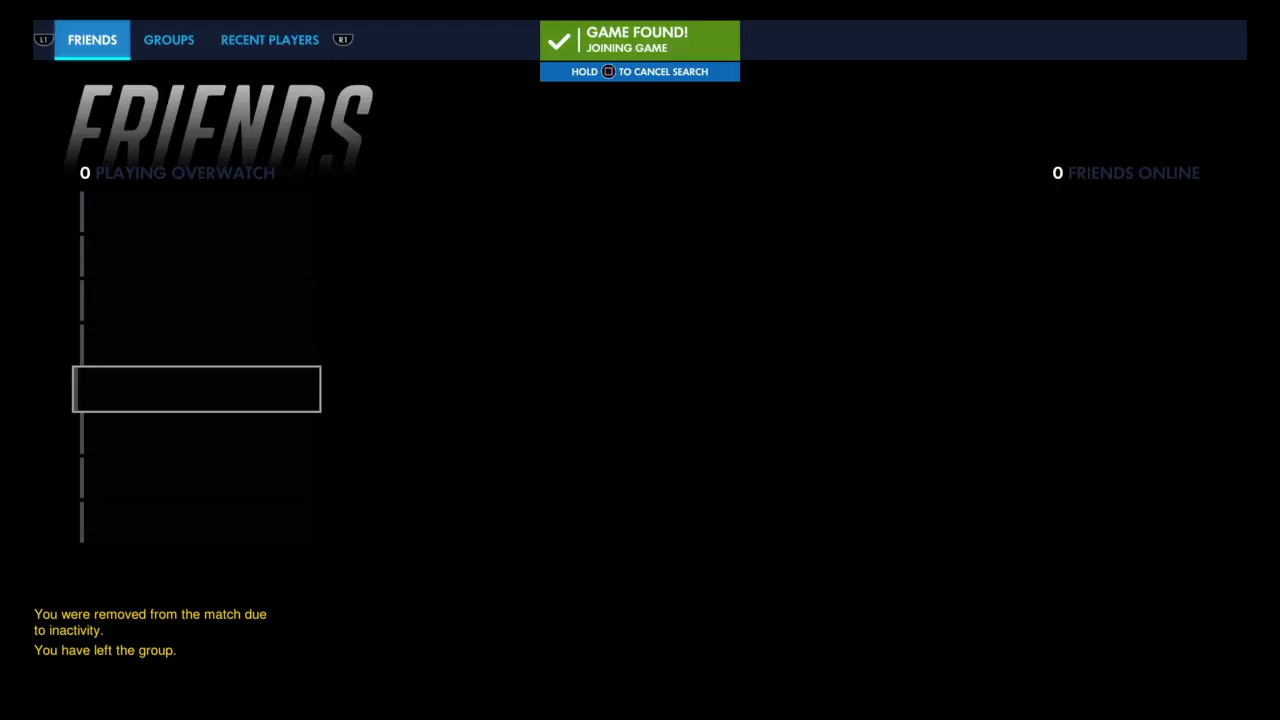 L1 FRIENDS GROUPS RECENT PLAYERS R1
GAME FOUND!
JOINING GAME
HOLD TO CANCEL SEARCH
FRIENDS
0 PLAYING OVERWATCH
0 FRIENDS ONLINE
You were removed from the match due
to inactivity.
You have left the group.